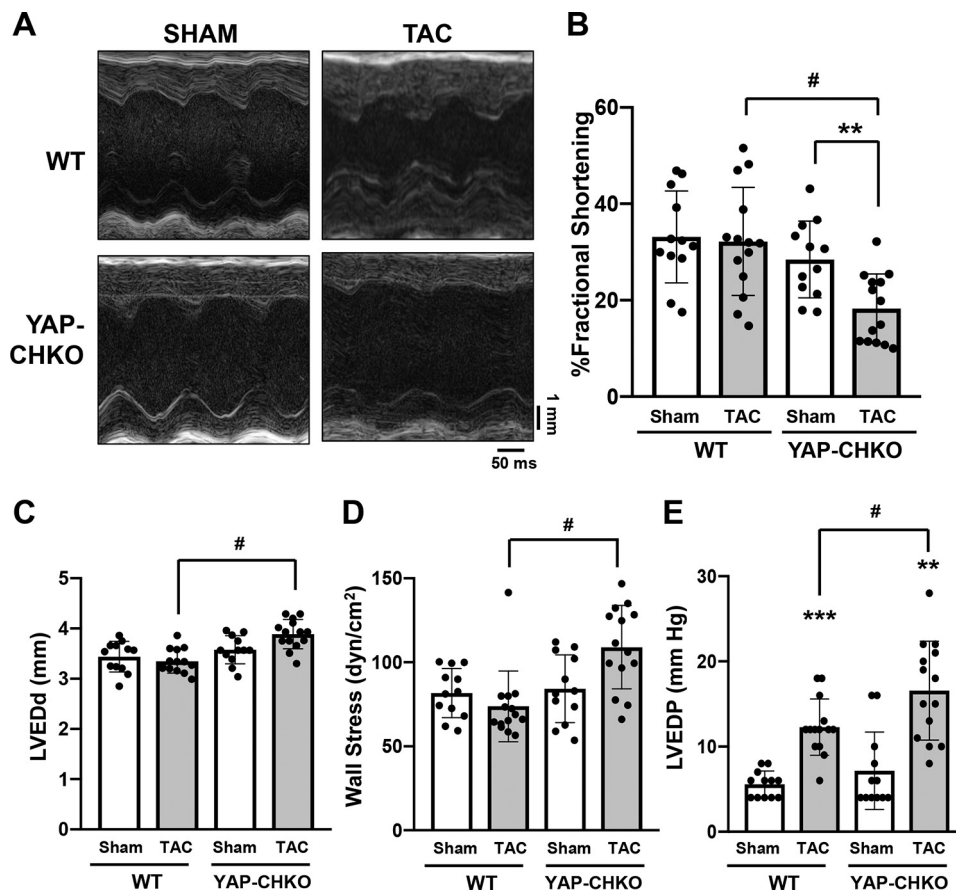 A
SHAM
TAC
WT
YAP-
CHKO
1 mm
50 ms
B
#
**
%Fractional Shortening
60
40
20
0
Sham
TAC
Sham
TAC
WT
YAP-CHKO
C
#
LVEDd (mm)
5
4
3
2
1
0
Sham
TAC
Sham
TAC
WT
YAP-CHKO
D
#
Wall Stress (dyn/cm²)
150
100
50
0
Sham
TAC
Sham
TAC
WT
YAP-CHKO
E
#
**
***
LVEDP (mm Hg)
30
20
10
0
Sham
TAC
Sham
TAC
WT
YAP-CHKO